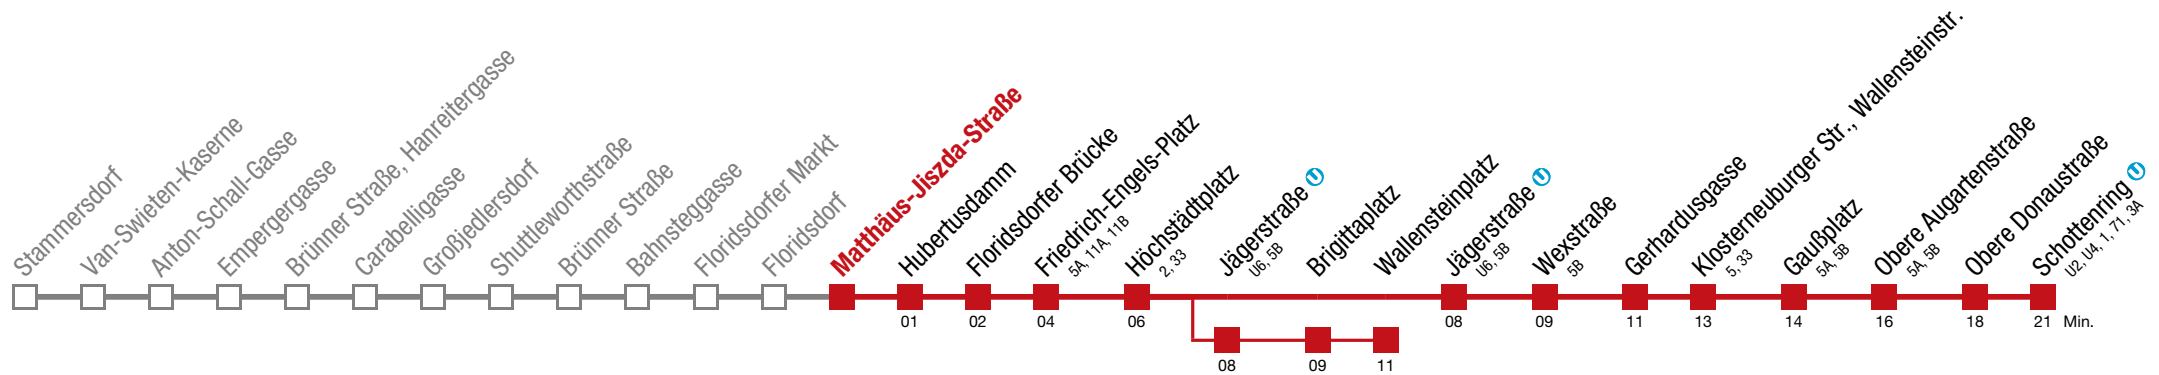 Stammersdorf
Van-Swieten-Kaserne
Anton-Schall-Gasse
Empergergasse
Brünner Straße, Hanreitergasse
Carabelligasse
Großjedlersdorf
Shuttleworthstraße
Brünner Straße
Bahnsteggasse
Floridsdorfer Markt
Floridsdorf
Matthäus-Jiszda-Straße
Hubertusdamm
Floridsdorfer Brücke
Friedrich-Engels-Platz
5A, 11A, 11B
Höchstädtplatz
2, 33
Jägerstraße U
U6, 5B
Brigittaplatz
Wallensteinplatz
Jägerstraße U
U6, 5B
Wexstraße
5B
Gerhardusgasse
Klosterneuburger Str., Wallensteinstr.
5, 33
Gaußplatz
5A, 5B
Obere Augartenstraße
5A, 5B
Obere Donaustraße
Schottenring U
U2, U4, 1, 71, 3A
01 02 04 06 08 09 11 13 14 16 18 21 Min.
08 09 11